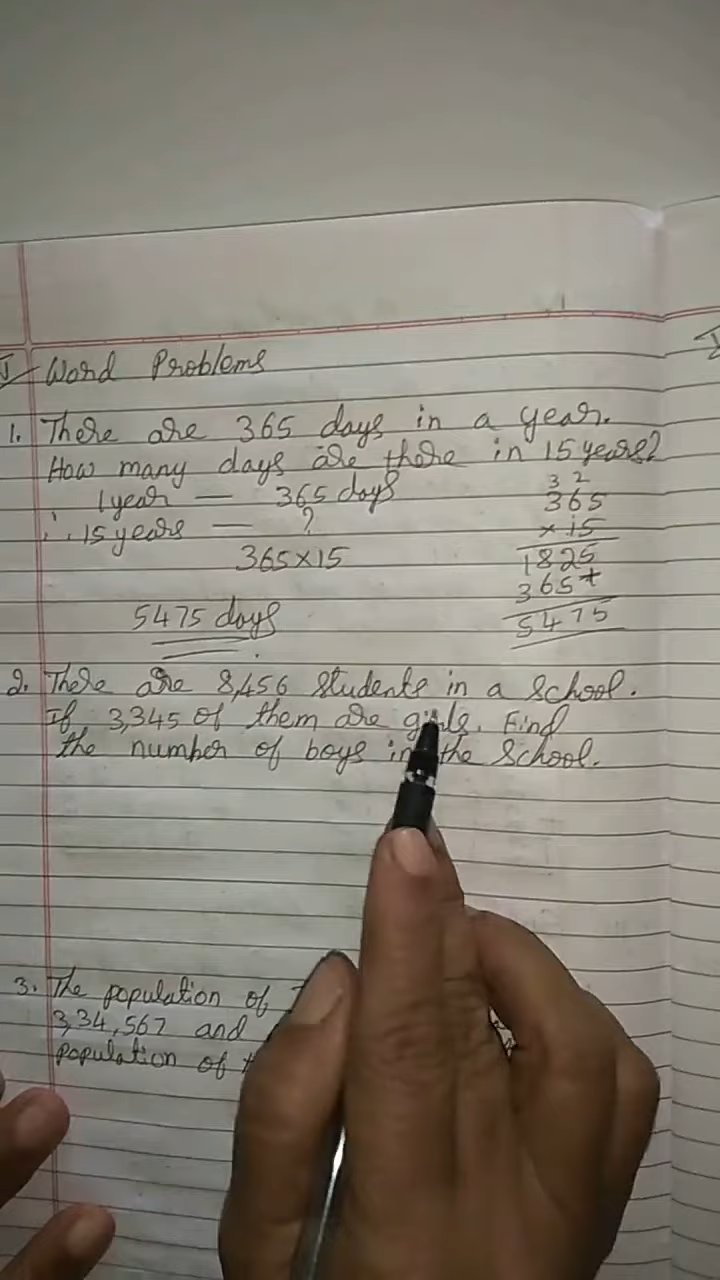 I Word Problems
1. There are 365 days in a year.
How many days are there in 15 years?
1year — 365 days
∴ 15 years — ?
365×15
5475 days
3 2
365
×15
1825
365+
5475
2. There are 8,456 students in a school.
If 3,345 of them are girls. Find
the number of boys in the school.
3. The population of
3,34,567 and
population of